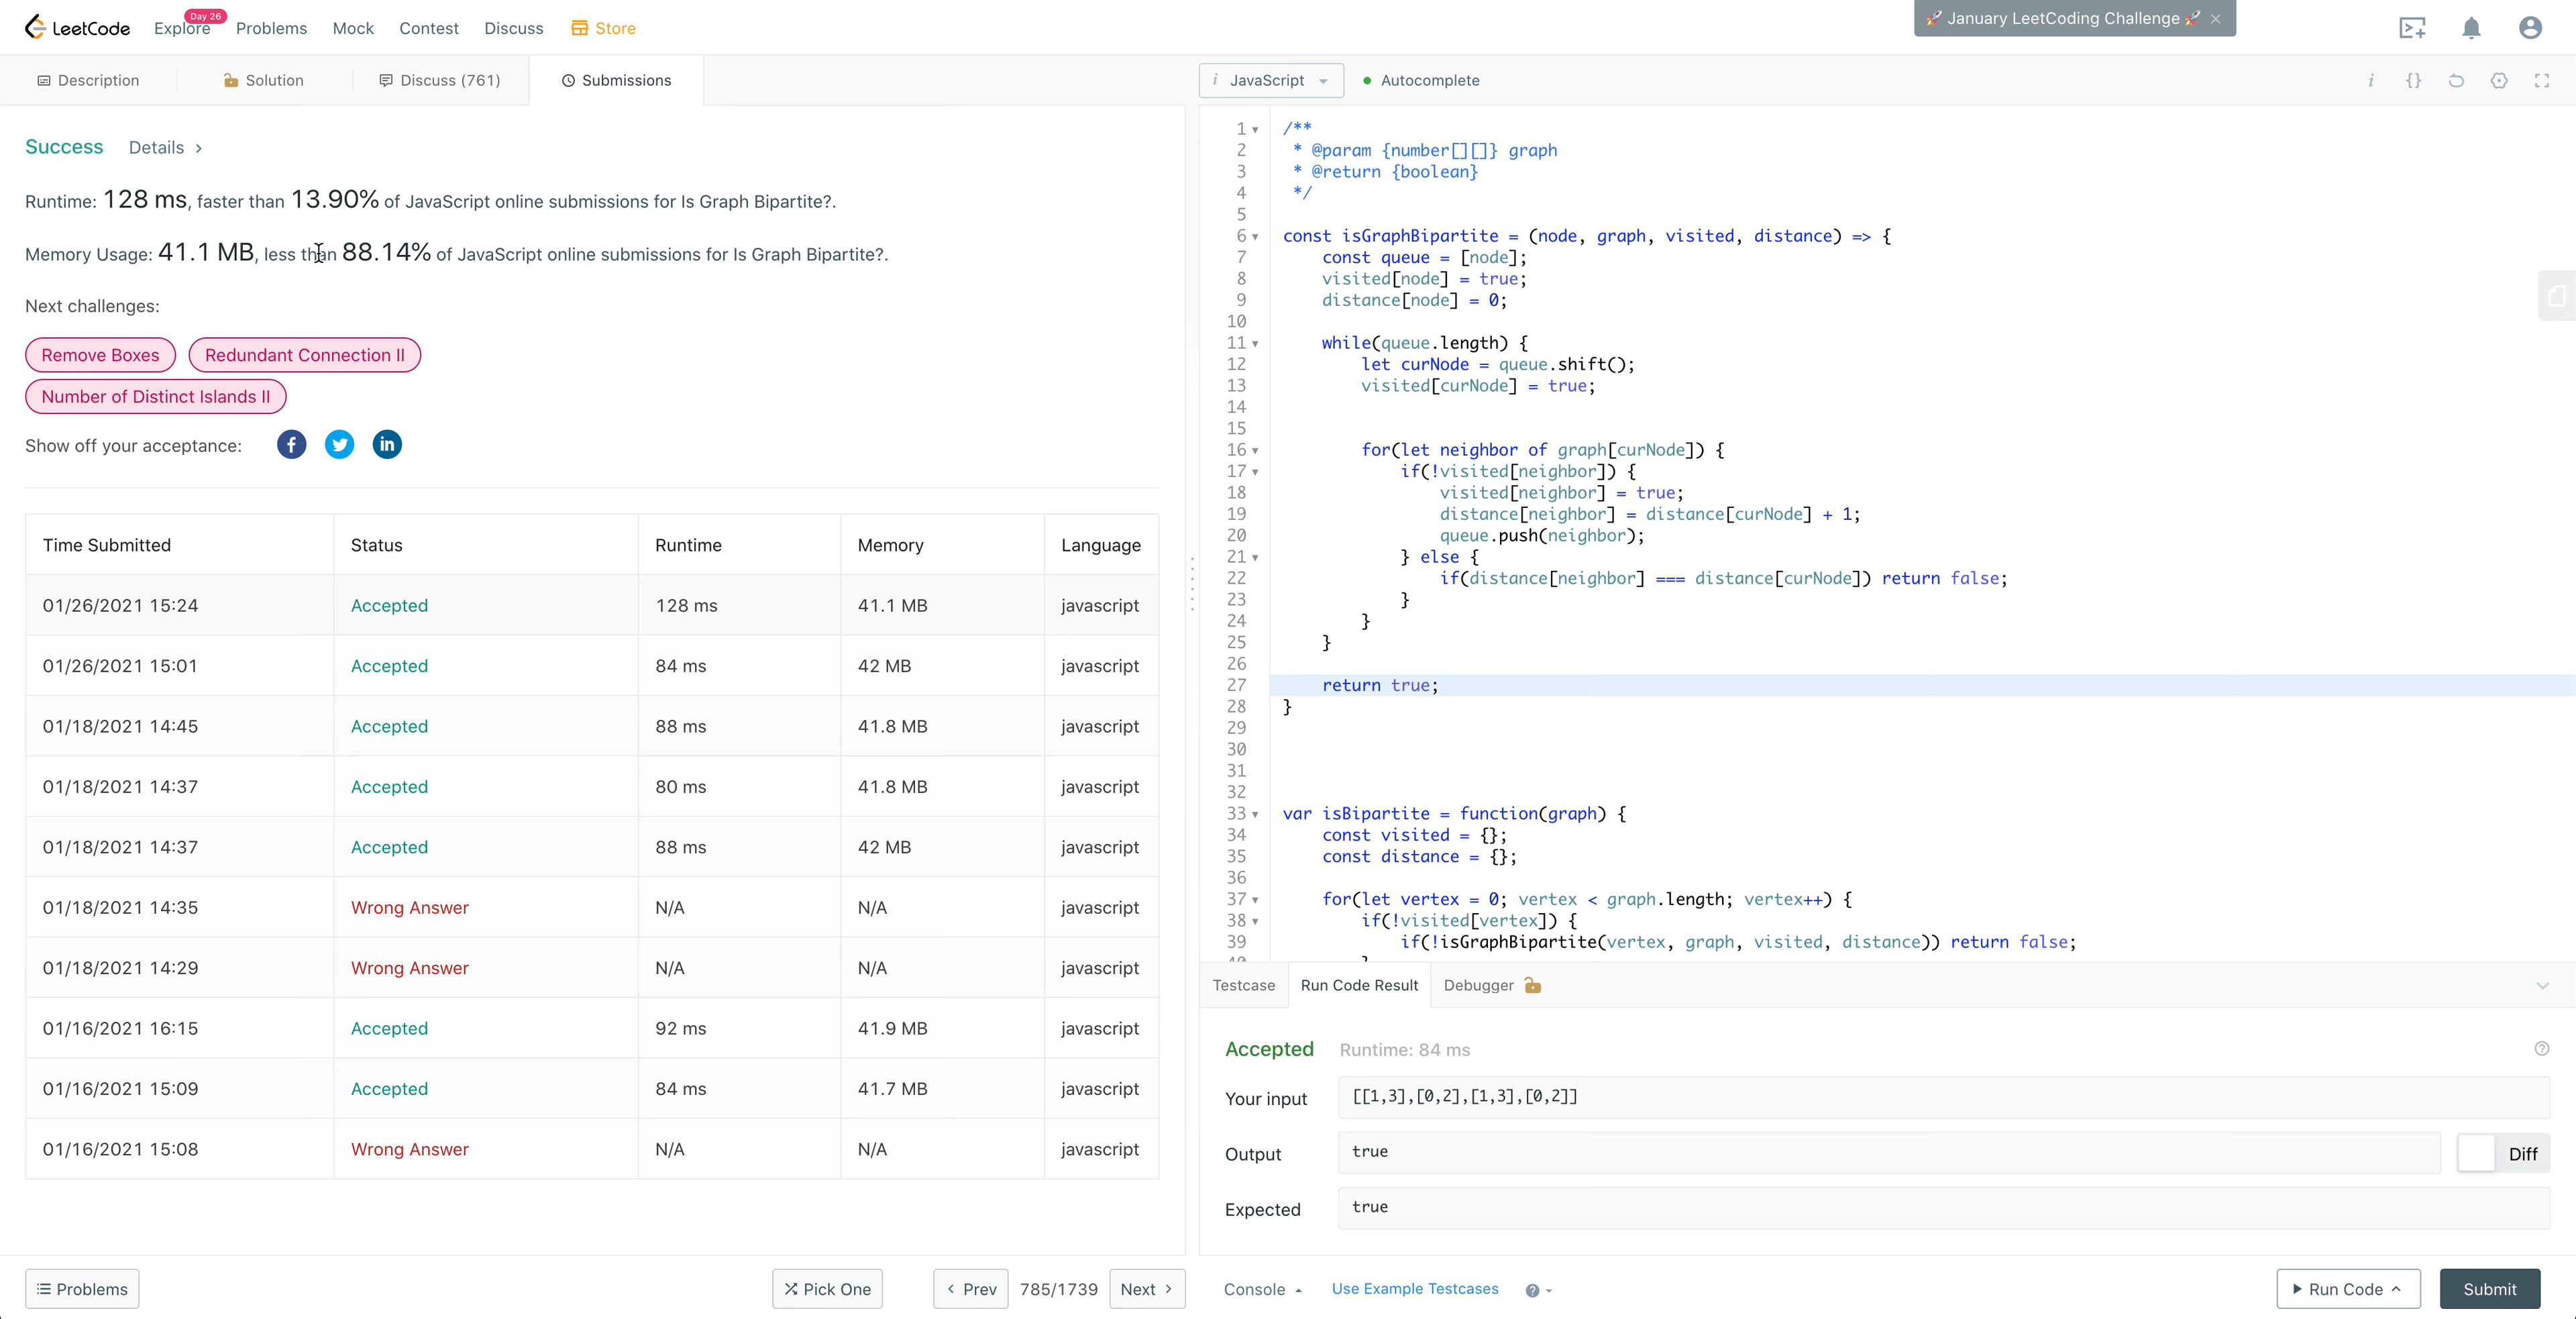 LeetCode Explore Day 26 Problems Mock Contest Discuss Store
🚀 January LeetCoding Challenge 🚀 ×
Description Solution Discuss (761) Submissions
Success Details >
Runtime: 128 ms, faster than 13.90% of JavaScript online submissions for Is Graph Bipartite?.
Memory Usage: 41.1 MB, less than 88.14% of JavaScript online submissions for Is Graph Bipartite?.
Next challenges:
Remove Boxes Redundant Connection II
Number of Distinct Islands II
Show off your acceptance:
Time Submitted Status Runtime Memory Language
01/26/2021 15:24 Accepted 128 ms 41.1 MB javascript
01/26/2021 15:01 Accepted 84 ms 42 MB javascript
01/18/2021 14:45 Accepted 88 ms 41.8 MB javascript
01/18/2021 14:37 Accepted 80 ms 41.8 MB javascript
01/18/2021 14:37 Accepted 88 ms 42 MB javascript
01/18/2021 14:35 Wrong Answer N/A N/A javascript
01/18/2021 14:29 Wrong Answer N/A N/A javascript
01/16/2021 16:15 Accepted 92 ms 41.9 MB javascript
01/16/2021 15:09 Accepted 84 ms 41.7 MB javascript
01/16/2021 15:08 Wrong Answer N/A N/A javascript
Problems Pick One < Prev 785/1739 Next >
i JavaScript Autocomplete i {}
1 /**
2 * @param {number[][]} graph
3 * @return {boolean}
4 */
5
6 const isGraphBipartite = (node, graph, visited, distance) => {
7 const queue = [node];
8 visited[node] = true;
9 distance[node] = 0;
10
11 while(queue.length) {
12 let curNode = queue.shift();
13 visited[curNode] = true;
14
15
16 for(let neighbor of graph[curNode]) {
17 if(!visited[neighbor]) {
18 visited[neighbor] = true;
19 distance[neighbor] = distance[curNode] + 1;
20 queue.push(neighbor);
21 } else {
22 if(distance[neighbor] === distance[curNode]) return false;
23 }
24 }
25 }
26
27 return true;
28 }
29
30
31
32
33 var isBipartite = function(graph) {
34 const visited = {};
35 const distance = {};
36
37 for(let vertex = 0; vertex < graph.length; vertex++) {
38 if(!visited[vertex]) {
39 if(!isGraphBipartite(vertex, graph, visited, distance)) return false;
40 }
Testcase Run Code Result Debugger
Accepted Runtime: 84 ms
Your input [[1,3],[0,2],[1,3],[0,2]]
Output true Diff
Expected true
Console Use Example Testcases Run Code Submit